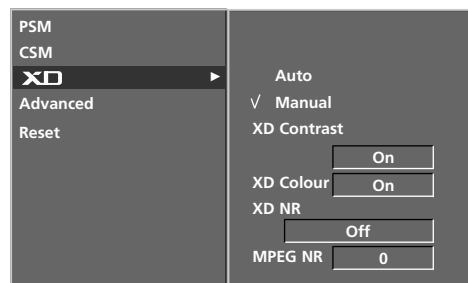 PSM
CSM
XD
Advanced
Reset
Auto
√ Manual
XD Contrast
On
XD Colour On
XD NR
Off
MPEG NR 0